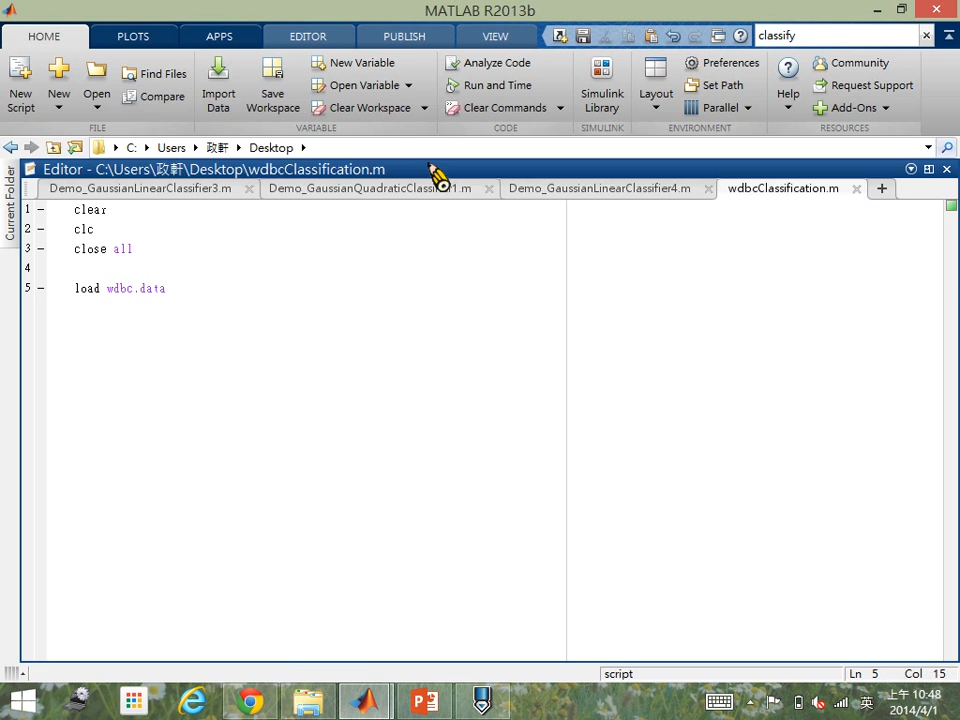 MATLAB R2013b
HOME PLOTS APPS EDITOR PUBLISH VIEW classify
New Script New Open Find Files Compare Import Data Save Workspace New Variable Open Variable Clear Workspace Analyze Code Run and Time Clear Commands Simulink Library Layout Preferences Set Path Parallel Help Community Request Support Add-Ons
FILE VARIABLE CODE SIMULINK ENVIRONMENT RESOURCES
C: Users 政軒 Desktop
Current Folder
Editor - C:\Users\政軒\Desktop\wdbcClassification.m
Demo_GaussianLinearClassifier3.m Demo_GaussianQuadraticClassifier1.m Demo_GaussianLinearClassifier4.m wdbcClassification.m
1 clear
2 clc
3 close all
4
5 load wdbc.data
script Ln 5 Col 15
英 上午 10:48
2014/4/1